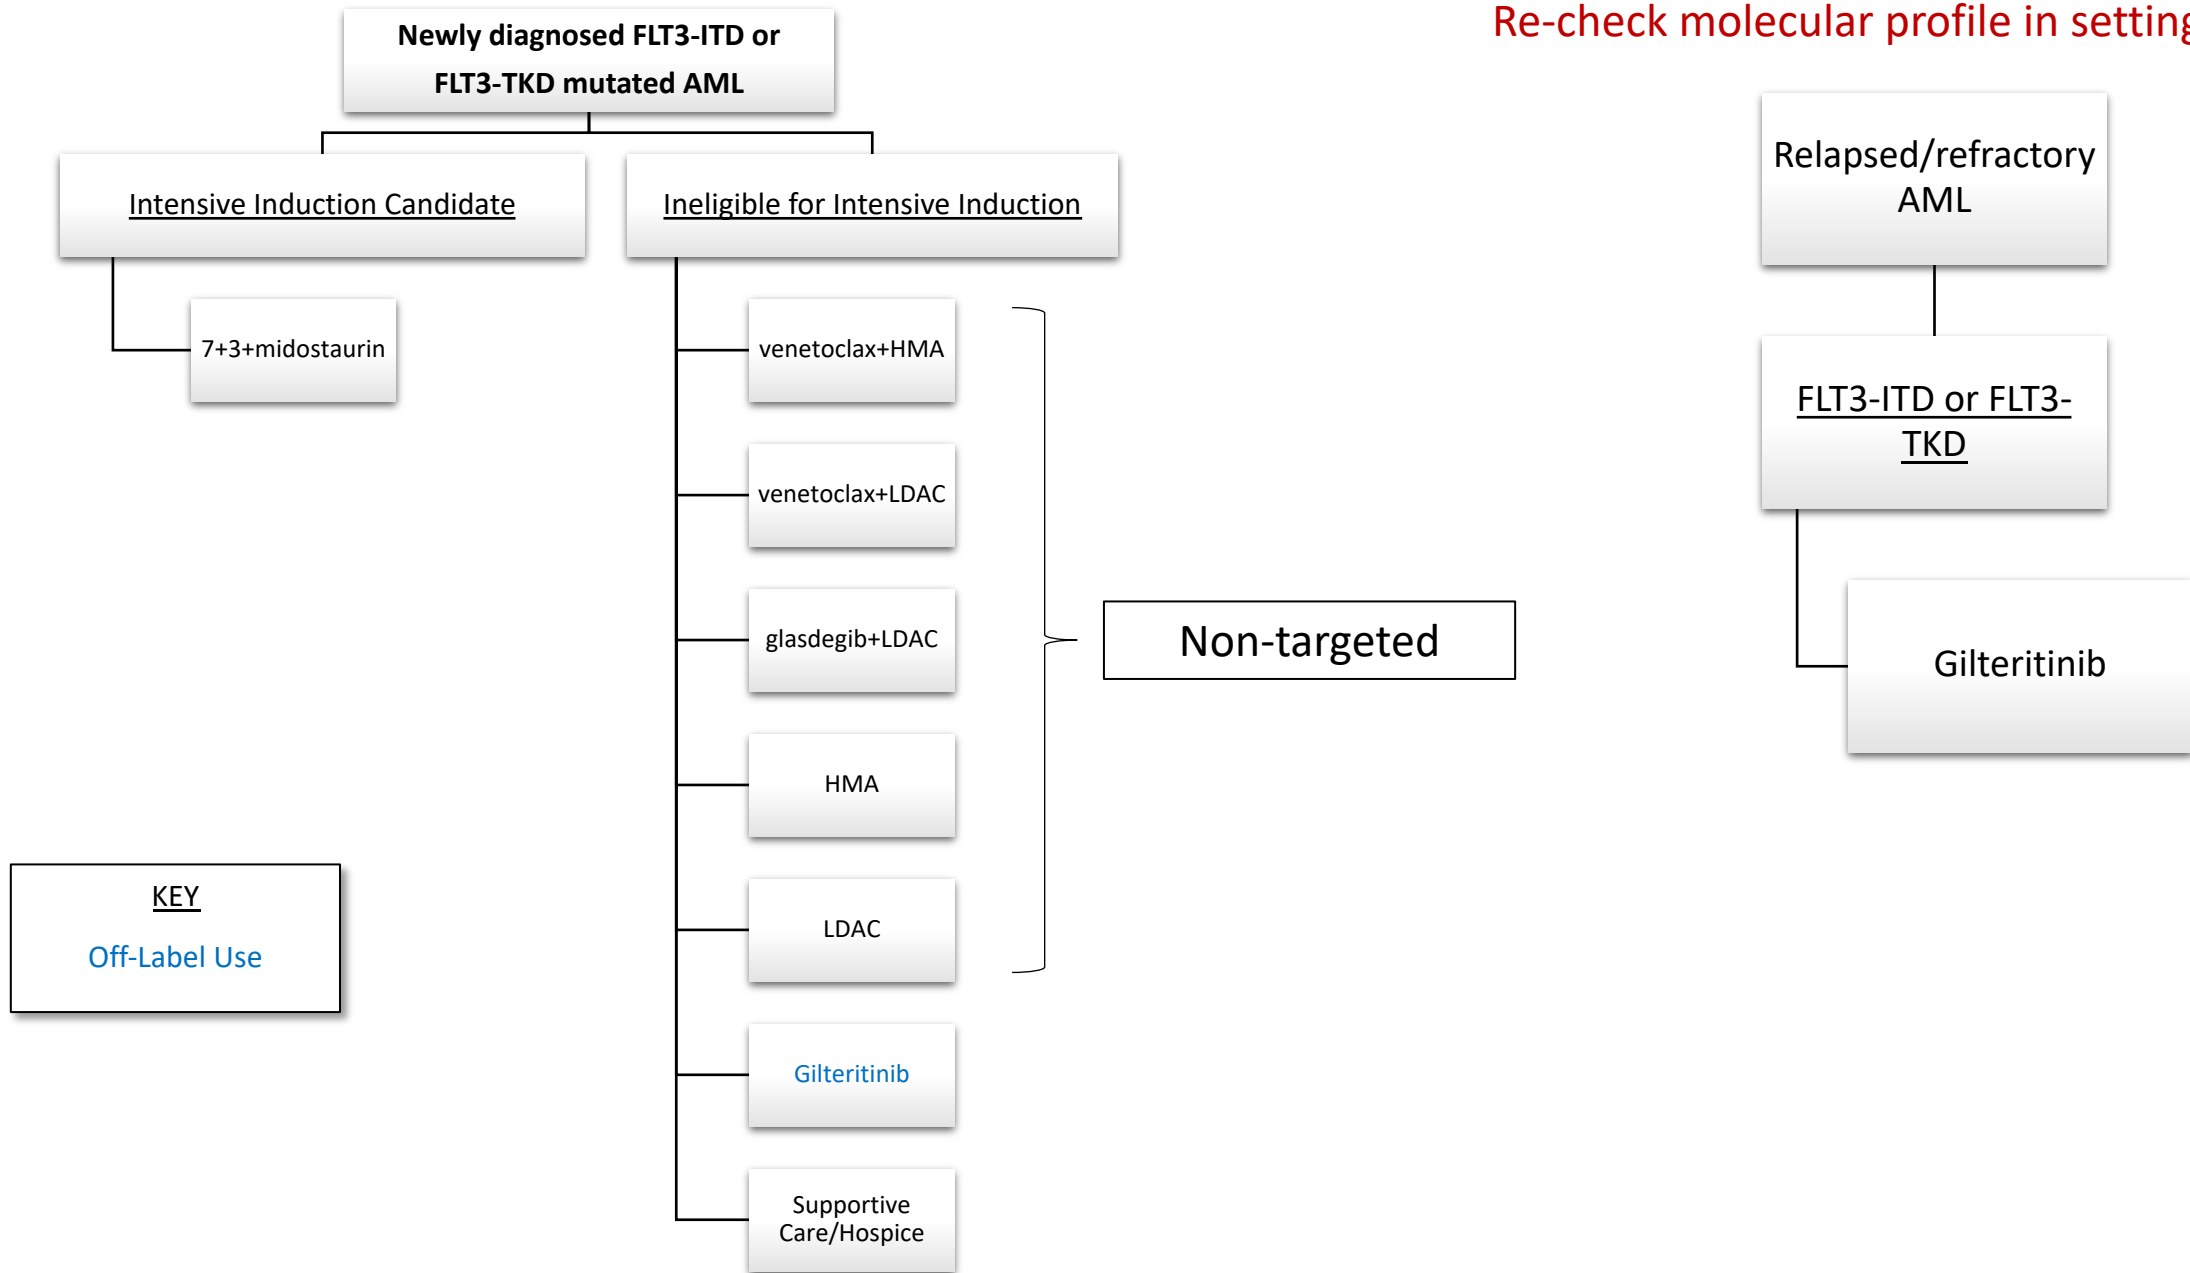 Re-check molecular profile in setting
Newly diagnosed FLT3-ITD or
FLT3-TKD mutated AML
Intensive Induction Candidate
Ineligible for Intensive Induction
7+3+midostaurin
venetoclax+HMA
venetoclax+LDAC
glasdegib+LDAC
HMA
LDAC
Gilteritinib
Supportive
Care/Hospice
Non-targeted
KEY
Off-Label Use
Relapsed/refractory
AML
FLT3-ITD or FLT3-
TKD
Gilteritinib